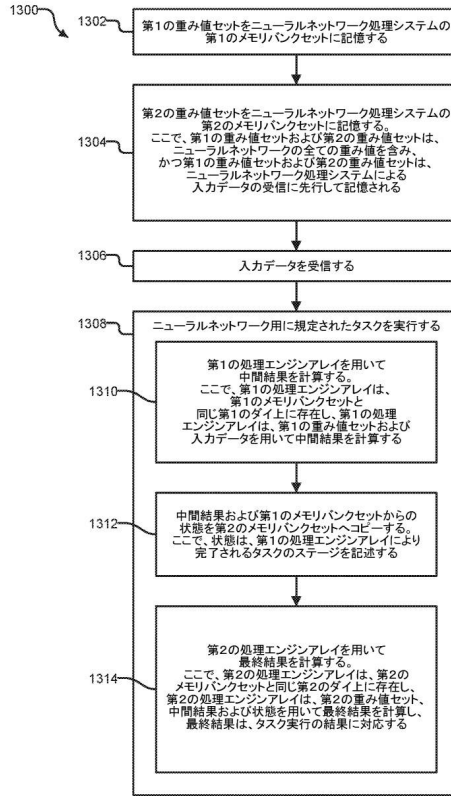 1300
1302
第1の重み値セットをニューラルネットワーク処理システムの
第1のメモリバンクセットに記憶する
1304
第2の重み値セットをニューラルネットワーク処理システムの
第2のメモリバンクセットに記憶する。
ここで、第1の重み値セットおよび第2の重み値セットは、
ニューラルネットワークの全ての重み値を含み、
かつ第1の重み値セットおよび第2の重み値セットは、
ニューラルネットワーク処理システムによる
入力データの受信に先行して記憶される
1306
入力データを受信する
1308
ニューラルネットワーク用に規定されたタスクを実行する
1310
第1の処理エンジンアレイを用いて
中間結果を計算する。
ここで、第1の処理エンジンアレイは、
第1のメモリバンクセットと
同じ第1のダイ上に存在し、第1の処理
エンジンアレイは、第1の重み値セットおよび
入力データを用いて中間結果を計算する
1312
中間結果および第1のメモリバンクセットからの
状態を第2のメモリバンクセットへコピーする。
ここで、状態は、第1の処理エンジンアレイにより
完了されるタスクのステージを記述する
1314
第2の処理エンジンアレイを用いて
最終結果を計算する。
ここで、第2の処理エンジンアレイは、第2の
メモリバンクセットと同じ第2のダイ上に存在し、
第2の処理エンジンアレイは、第2の重み値セット、
中間結果および状態を用いて最終結果を計算し、
最終結果は、タスク実行の結果に対応する